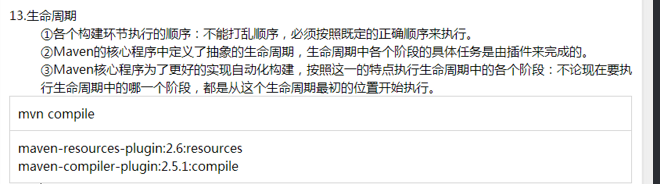 13.生命周期
①各个构建环节执行的顺序：不能打乱顺序，必须按照既定的正确顺序来执行。
②Maven的核心程序中定义了抽象的生命周期，生命周期中各个阶段的具体任务是由插件来完成的。
③Maven核心程序为了更好的实现自动化构建，按照这一的特点执行生命周期中的各个阶段：不论现在要执
行生命周期中的哪一个阶段，都是从这个生命周期最初的位置开始执行。
mvn compile
maven-resources-plugin:2.6:resources
maven-compiler-plugin:2.5.1:compile